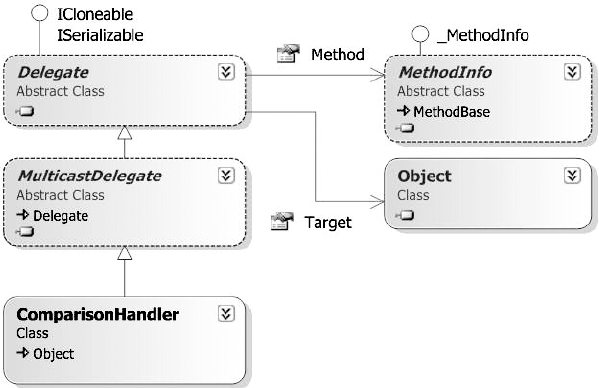 ICloneable
ISerializable
Delegate
Abstract Class
Method
_MethodInfo
MethodInfo
Abstract Class
MethodBase
MulticastDelegate
Abstract Class
Delegate
Target
Object
Class
ComparisonHandler
Class
Object